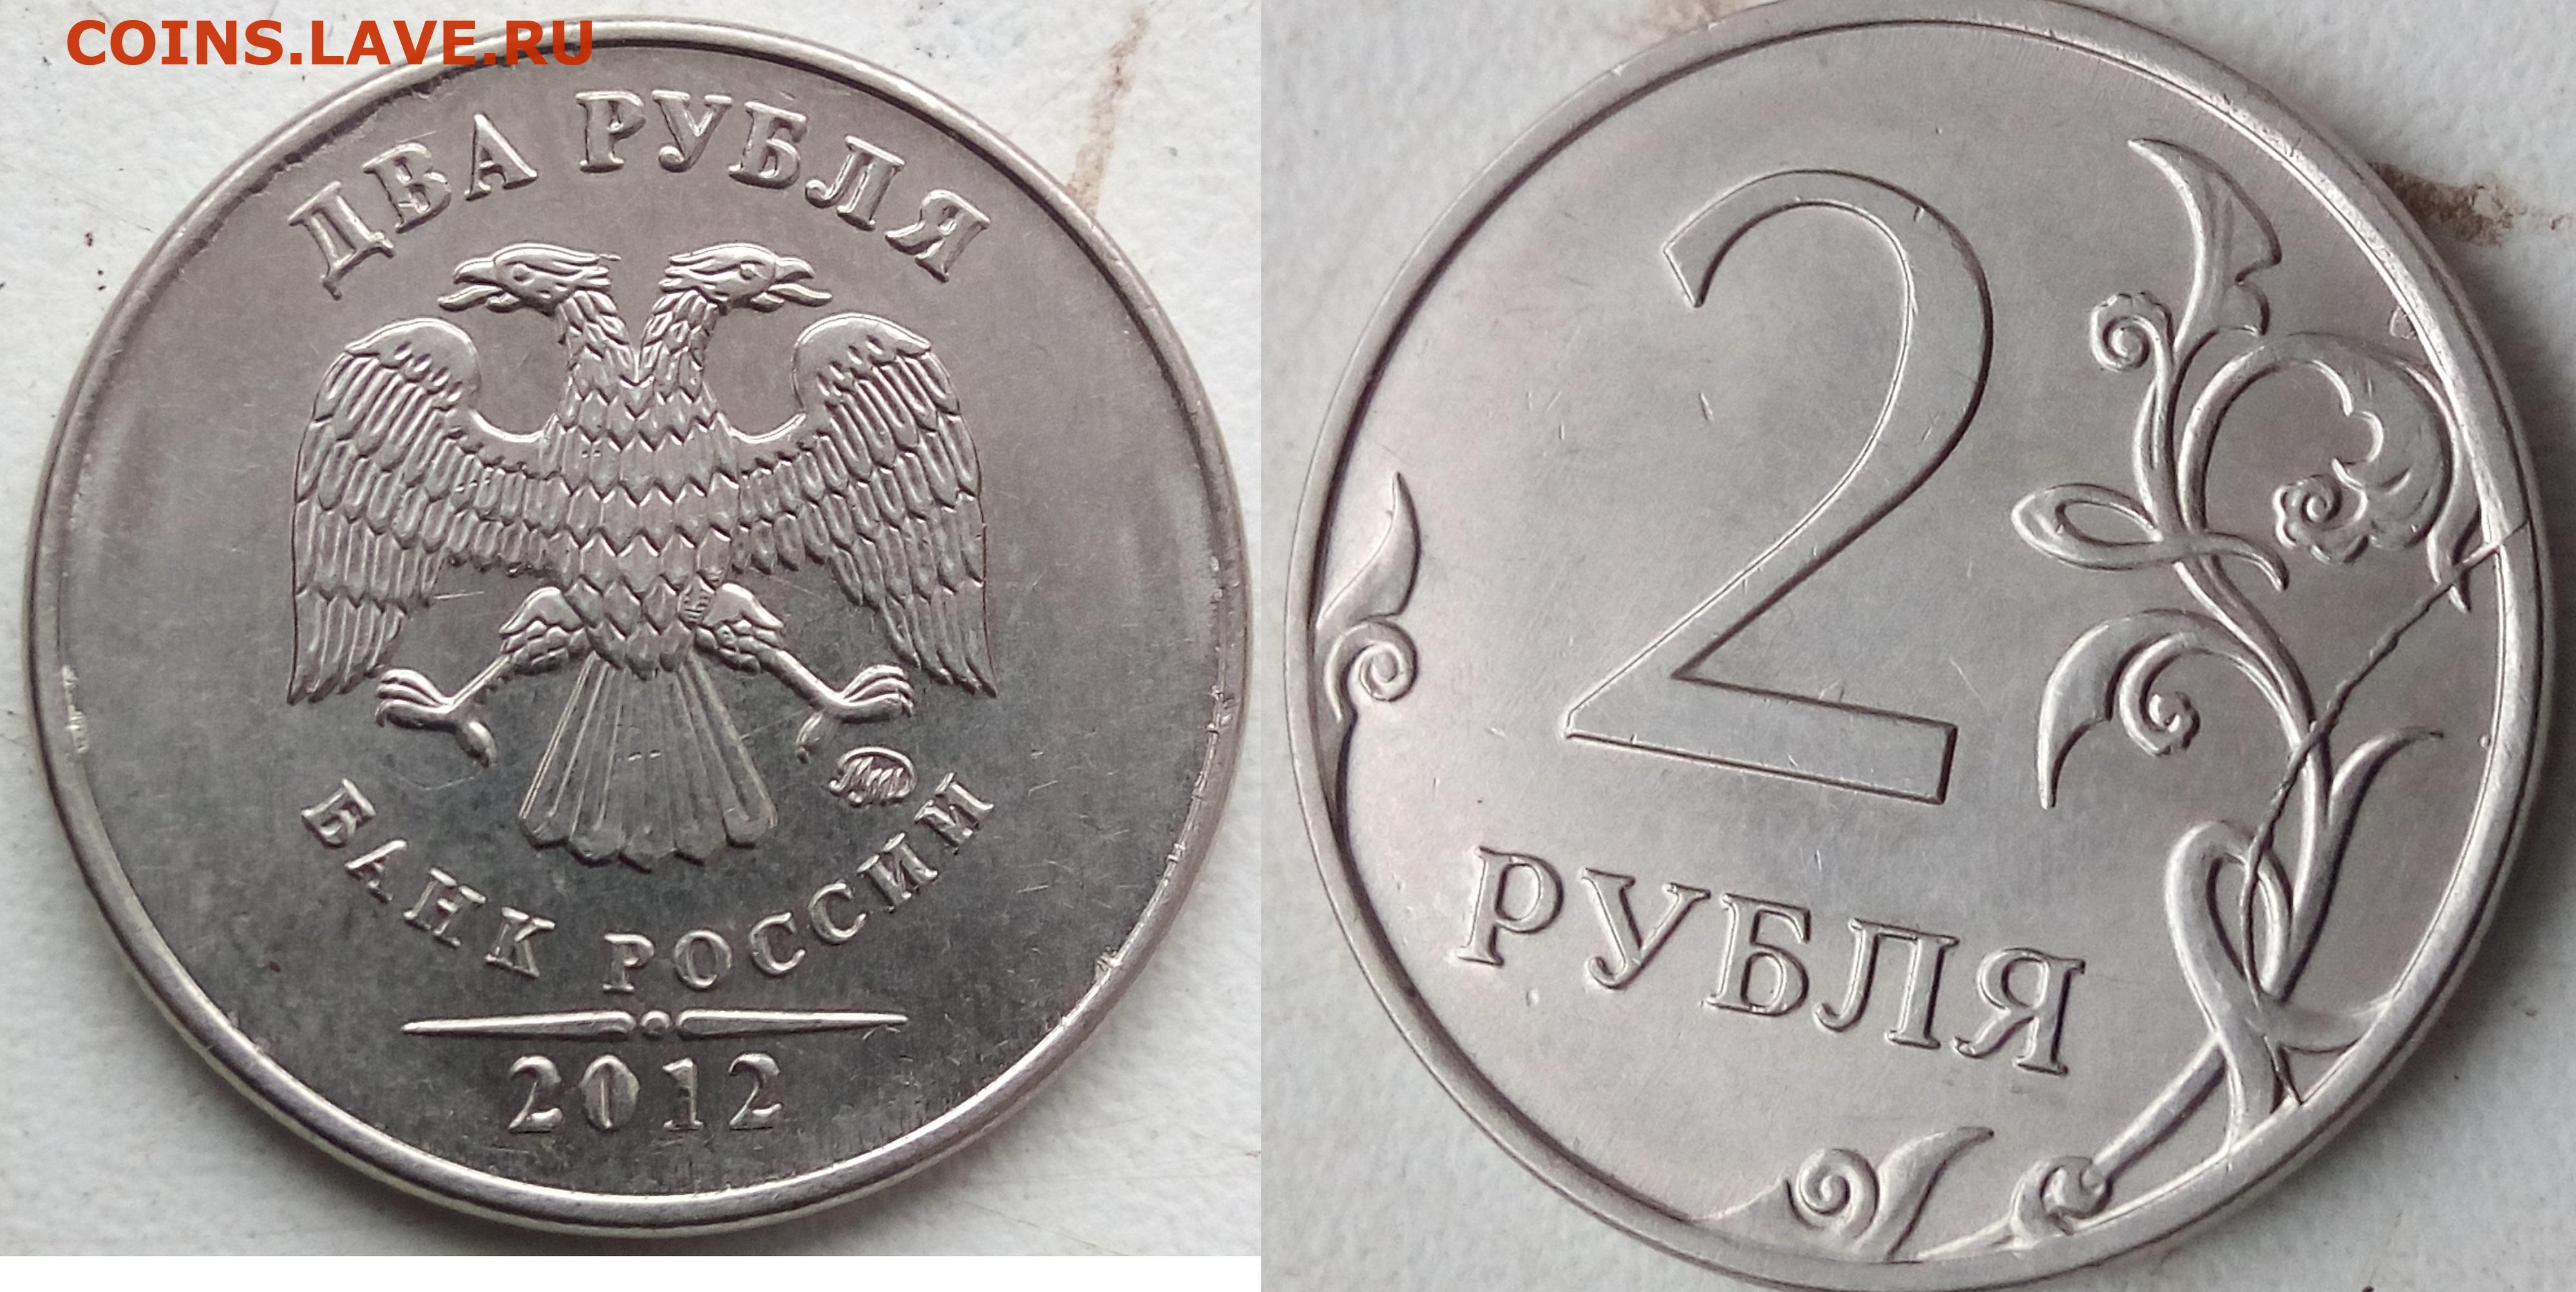 COINS.LAVE.RU
ДВА РУБЛЯ
ММД
БАНК РОССИИ
2012
2
РУБЛЯ